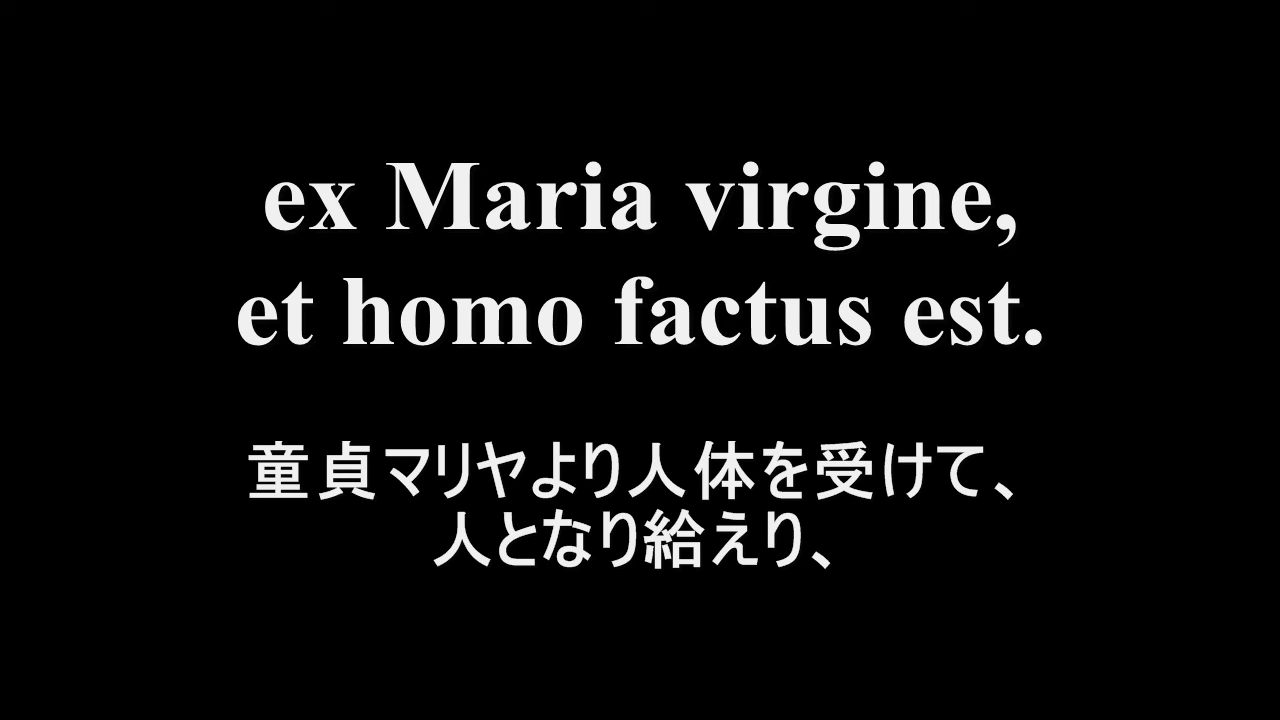 ex Maria virgine,
et homo factus est.
童貞マリヤより人体を受けて、
人となり給えり、